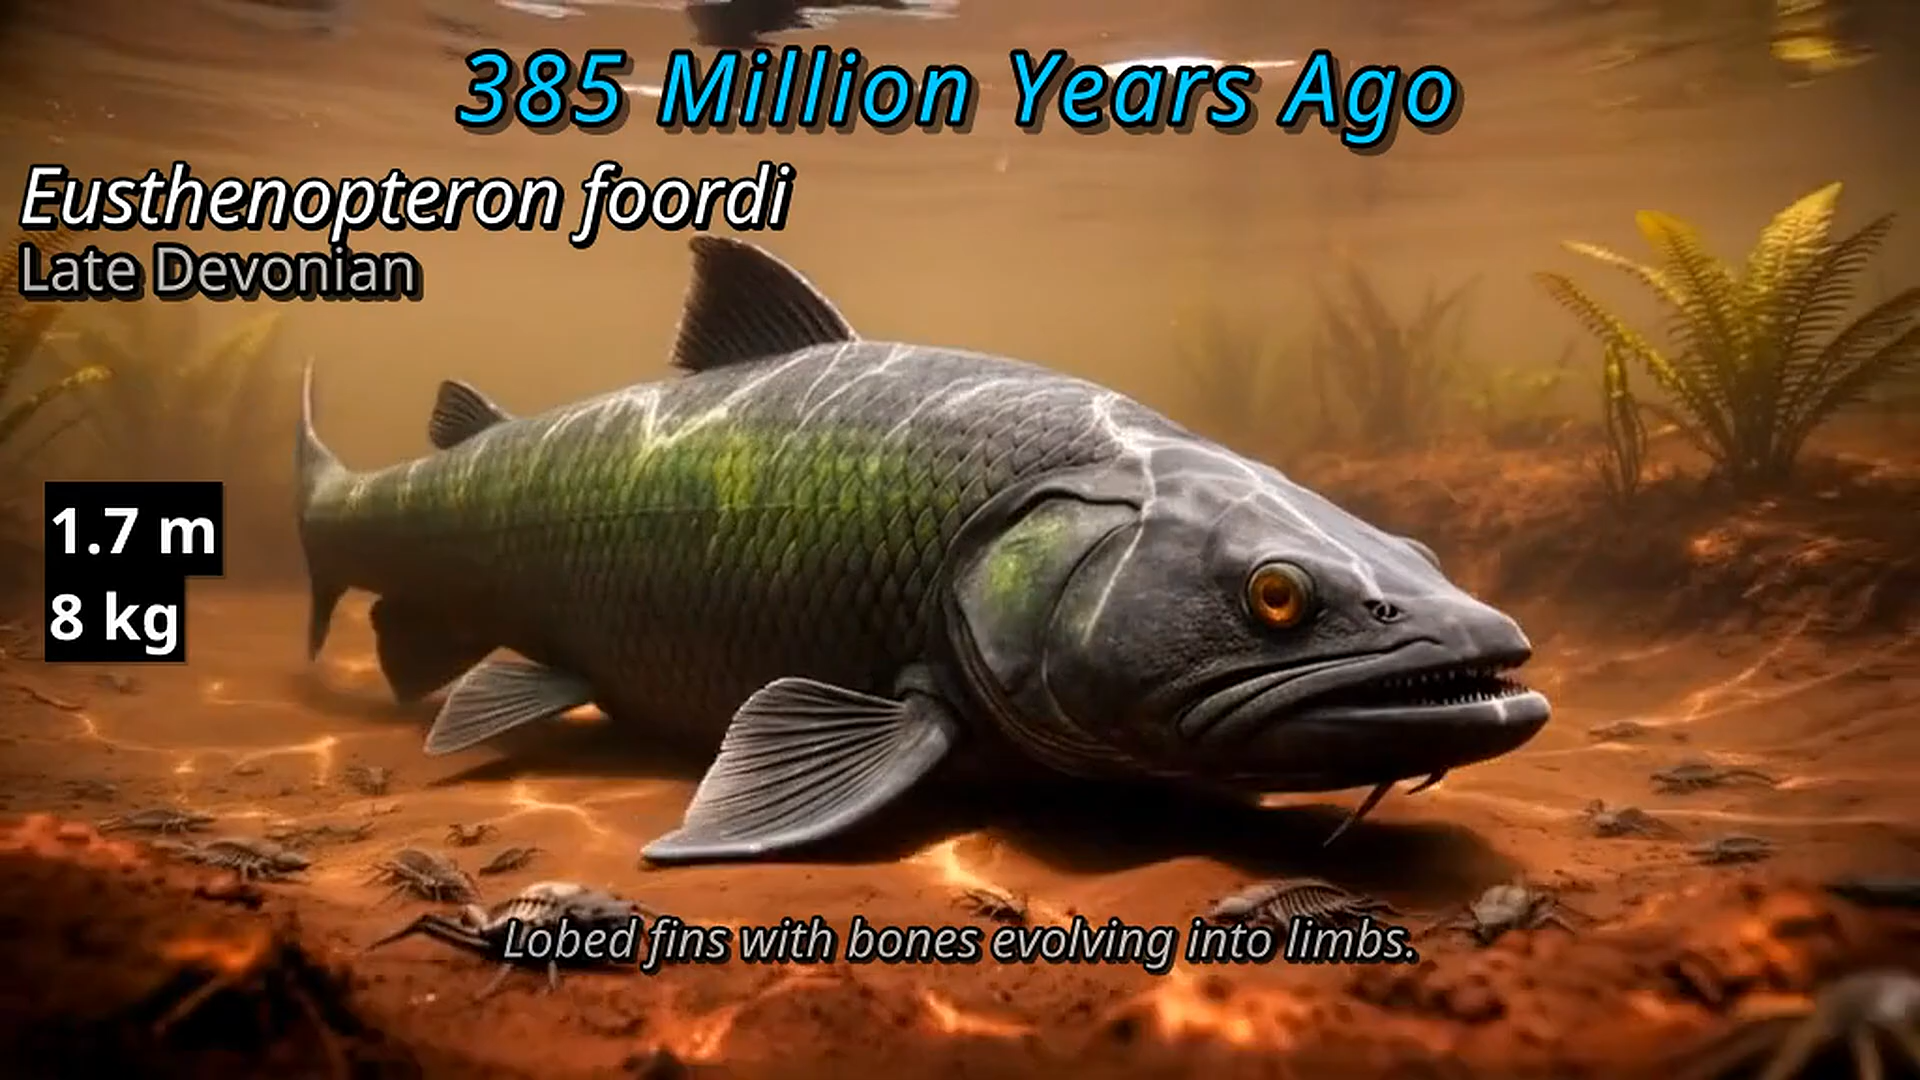 385 Million Years Ago
Eusthenopteron foordi
Late Devonian
1.7 m
8 kg
Lobed fins with bones evolving into limbs.